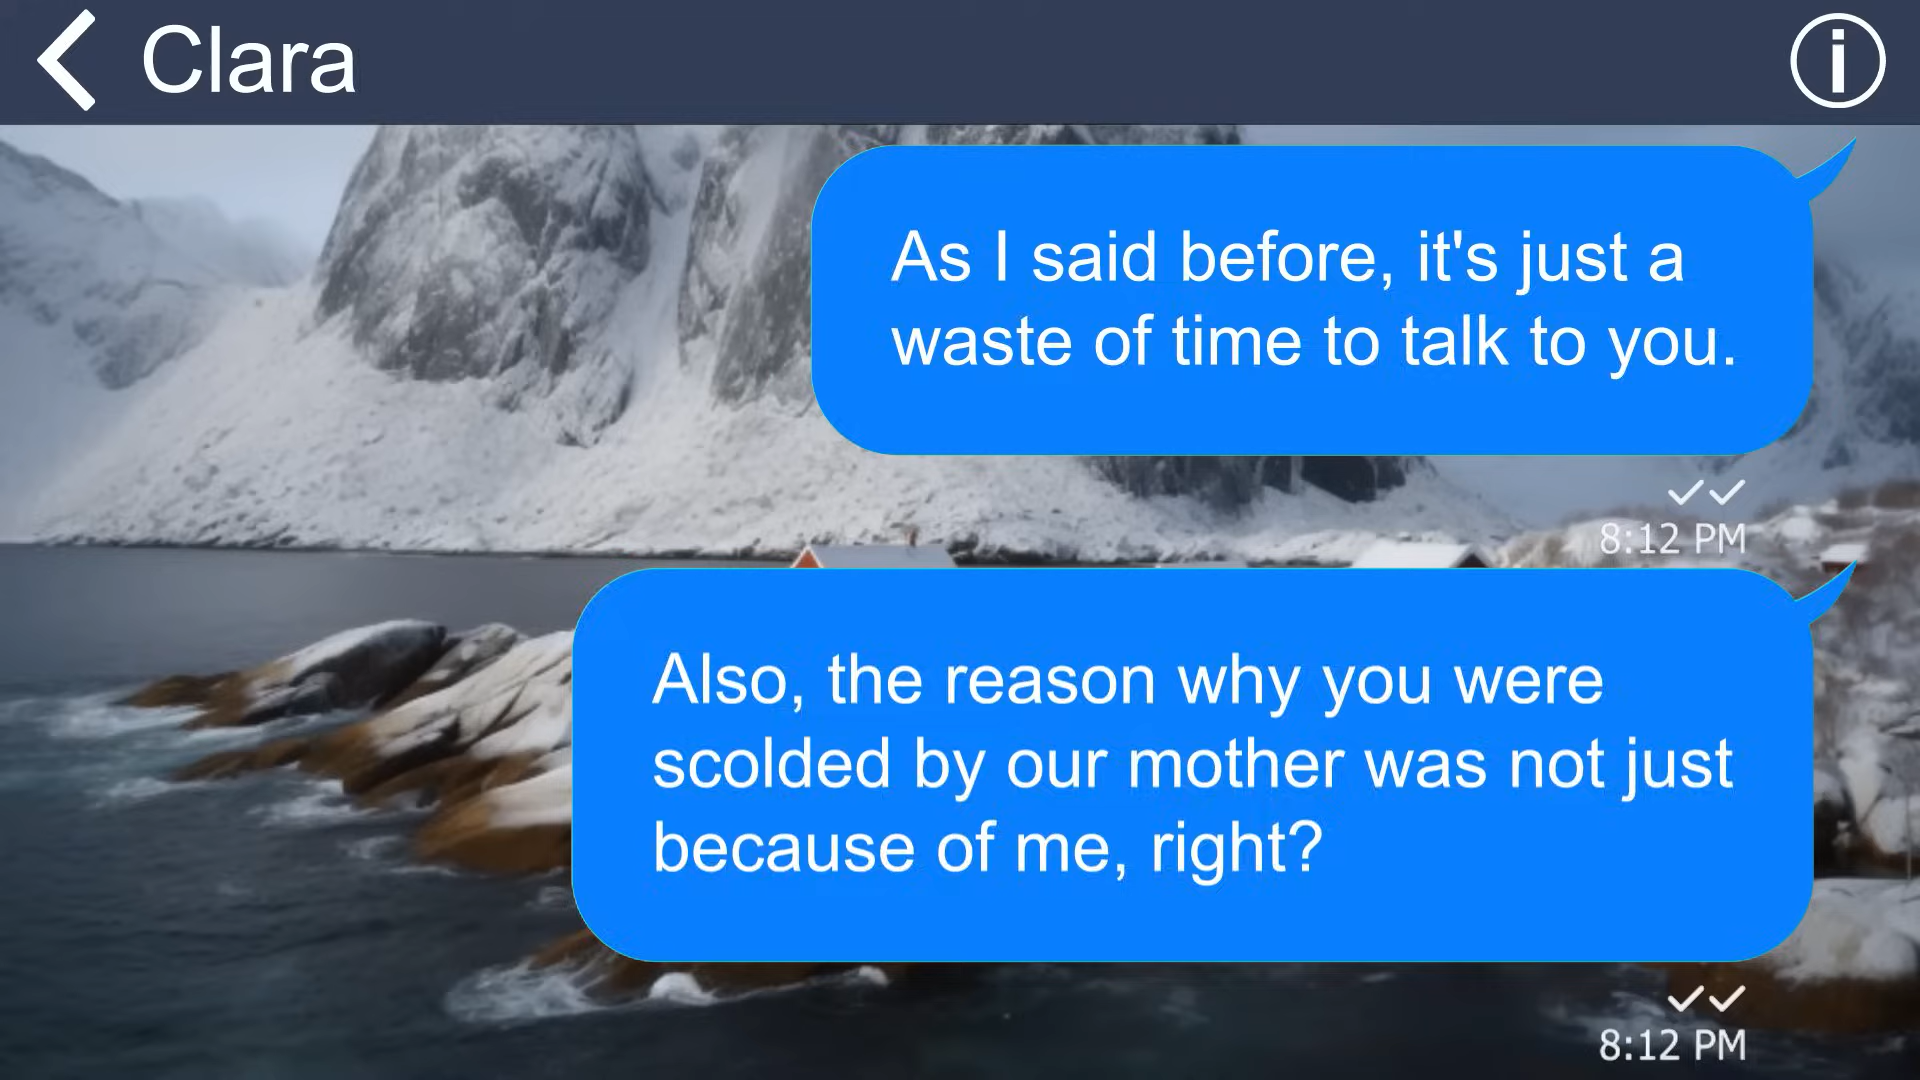 Clara
As I said before, it's just a
waste of time to talk to you.
8:12 PM
Also, the reason why you were
scolded by our mother was not just
because of me, right?
8:12 PM